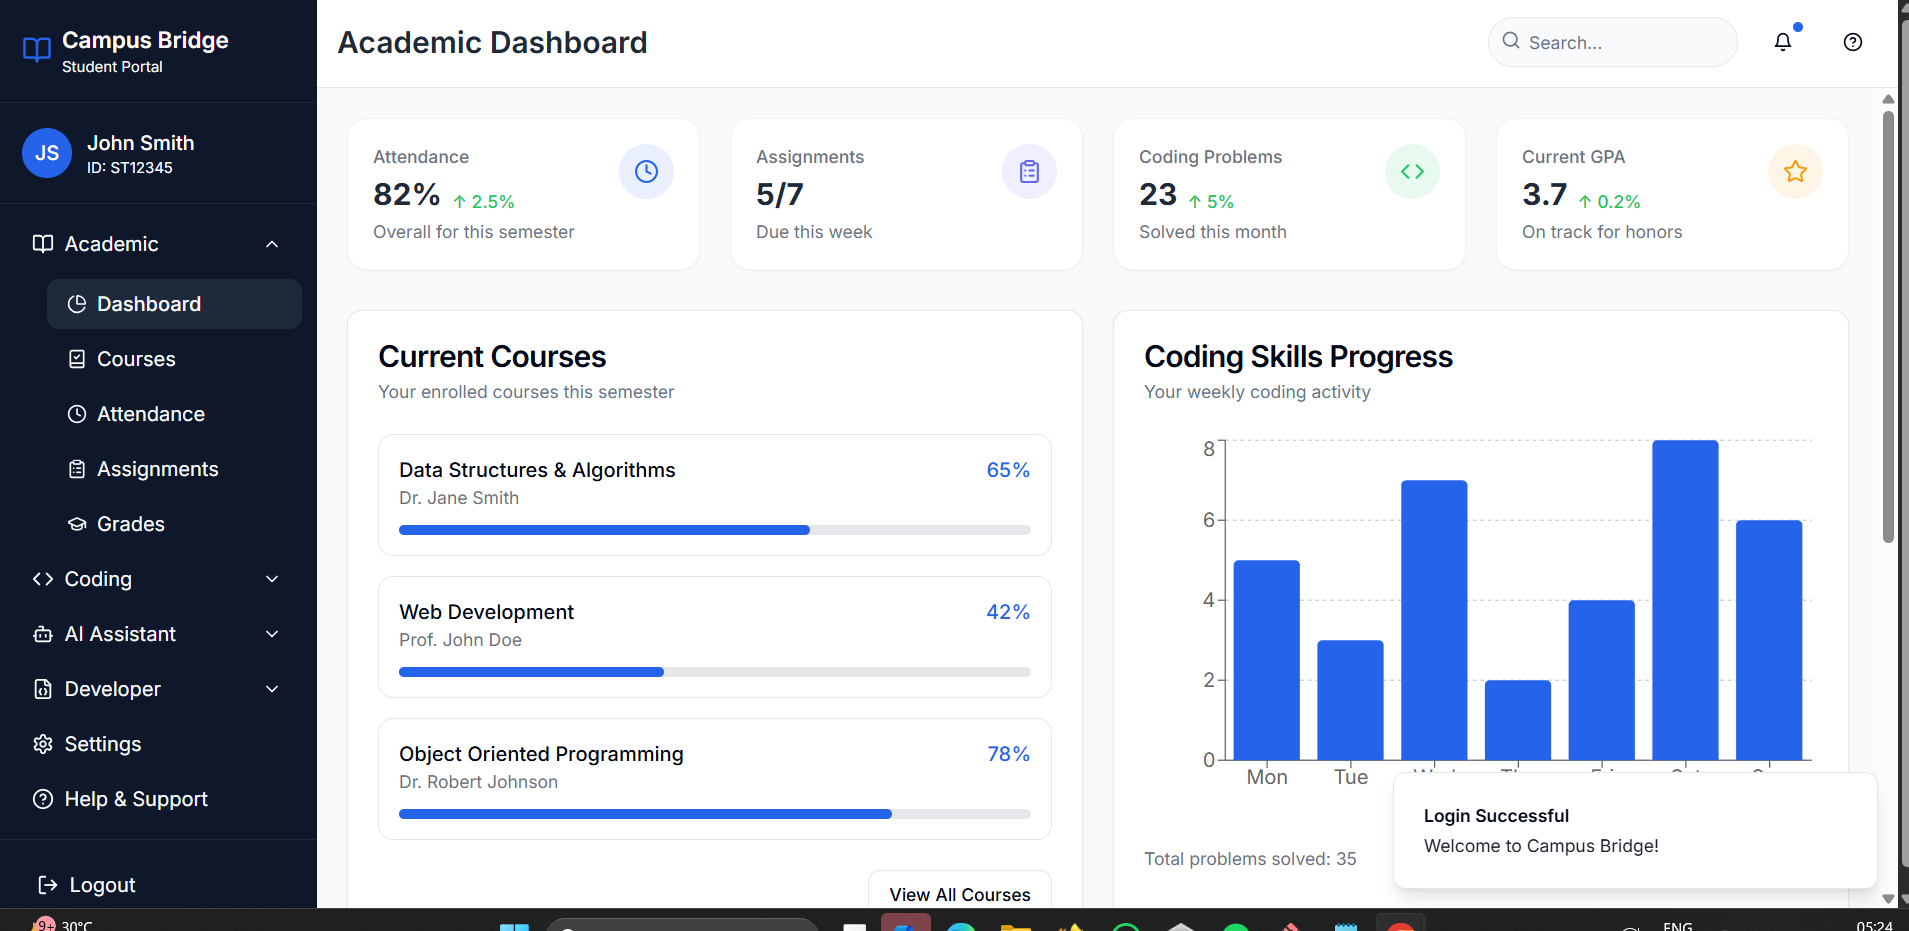 Campus Bridge
Student Portal
JS
John Smith
ID: ST12345
Academic
Dashboard
Courses
Attendance
Assignments
Grades
Coding
AI Assistant
Developer
Settings
Help & Support
Logout
Academic Dashboard
Search...
Attendance
82% ↑ 2.5%
Overall for this semester
Assignments
5/7
Due this week
Coding Problems
23 ↑ 5%
Solved this month
Current GPA
3.7 ↑ 0.2%
On track for honors
Current Courses
Your enrolled courses this semester
Data Structures & Algorithms 65%
Dr. Jane Smith
Web Development 42%
Prof. John Doe
Object Oriented Programming 78%
Dr. Robert Johnson
View All Courses
Coding Skills Progress
Your weekly coding activity
8
6
4
2
0
Mon Tue
Total problems solved: 35
Login Successful
Welcome to Campus Bridge!
9+ 30°C
ENG
05:24